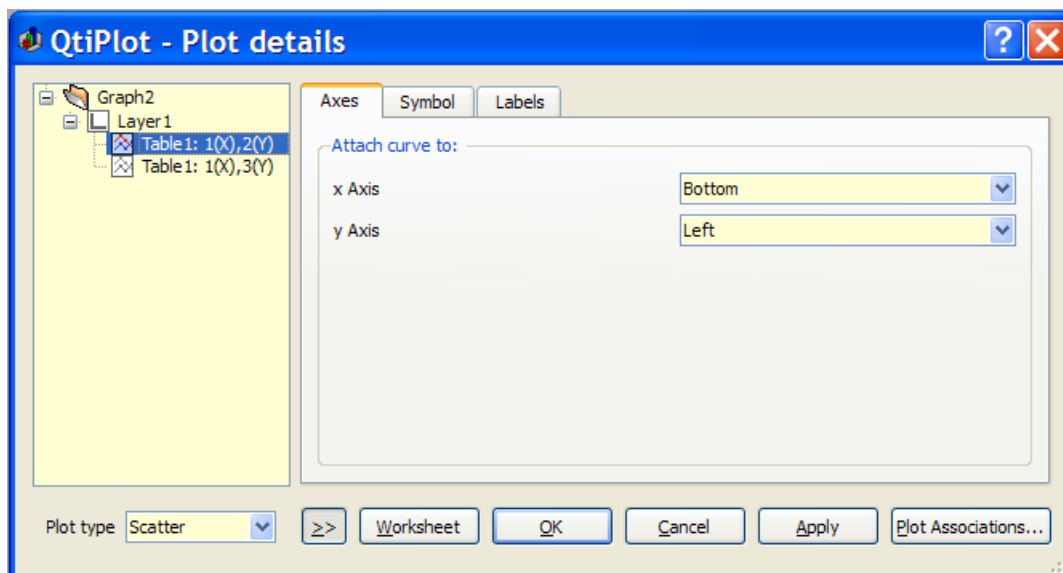 QtiPlot - Plot details
Graph2
Layer1
Table1: 1(X),2(Y)
Table1: 1(X),3(Y)
Axes Symbol Labels
Attach curve to:
x Axis Bottom
y Axis Left
Plot type Scatter >> Worksheet OK Cancel Apply Plot Associations...